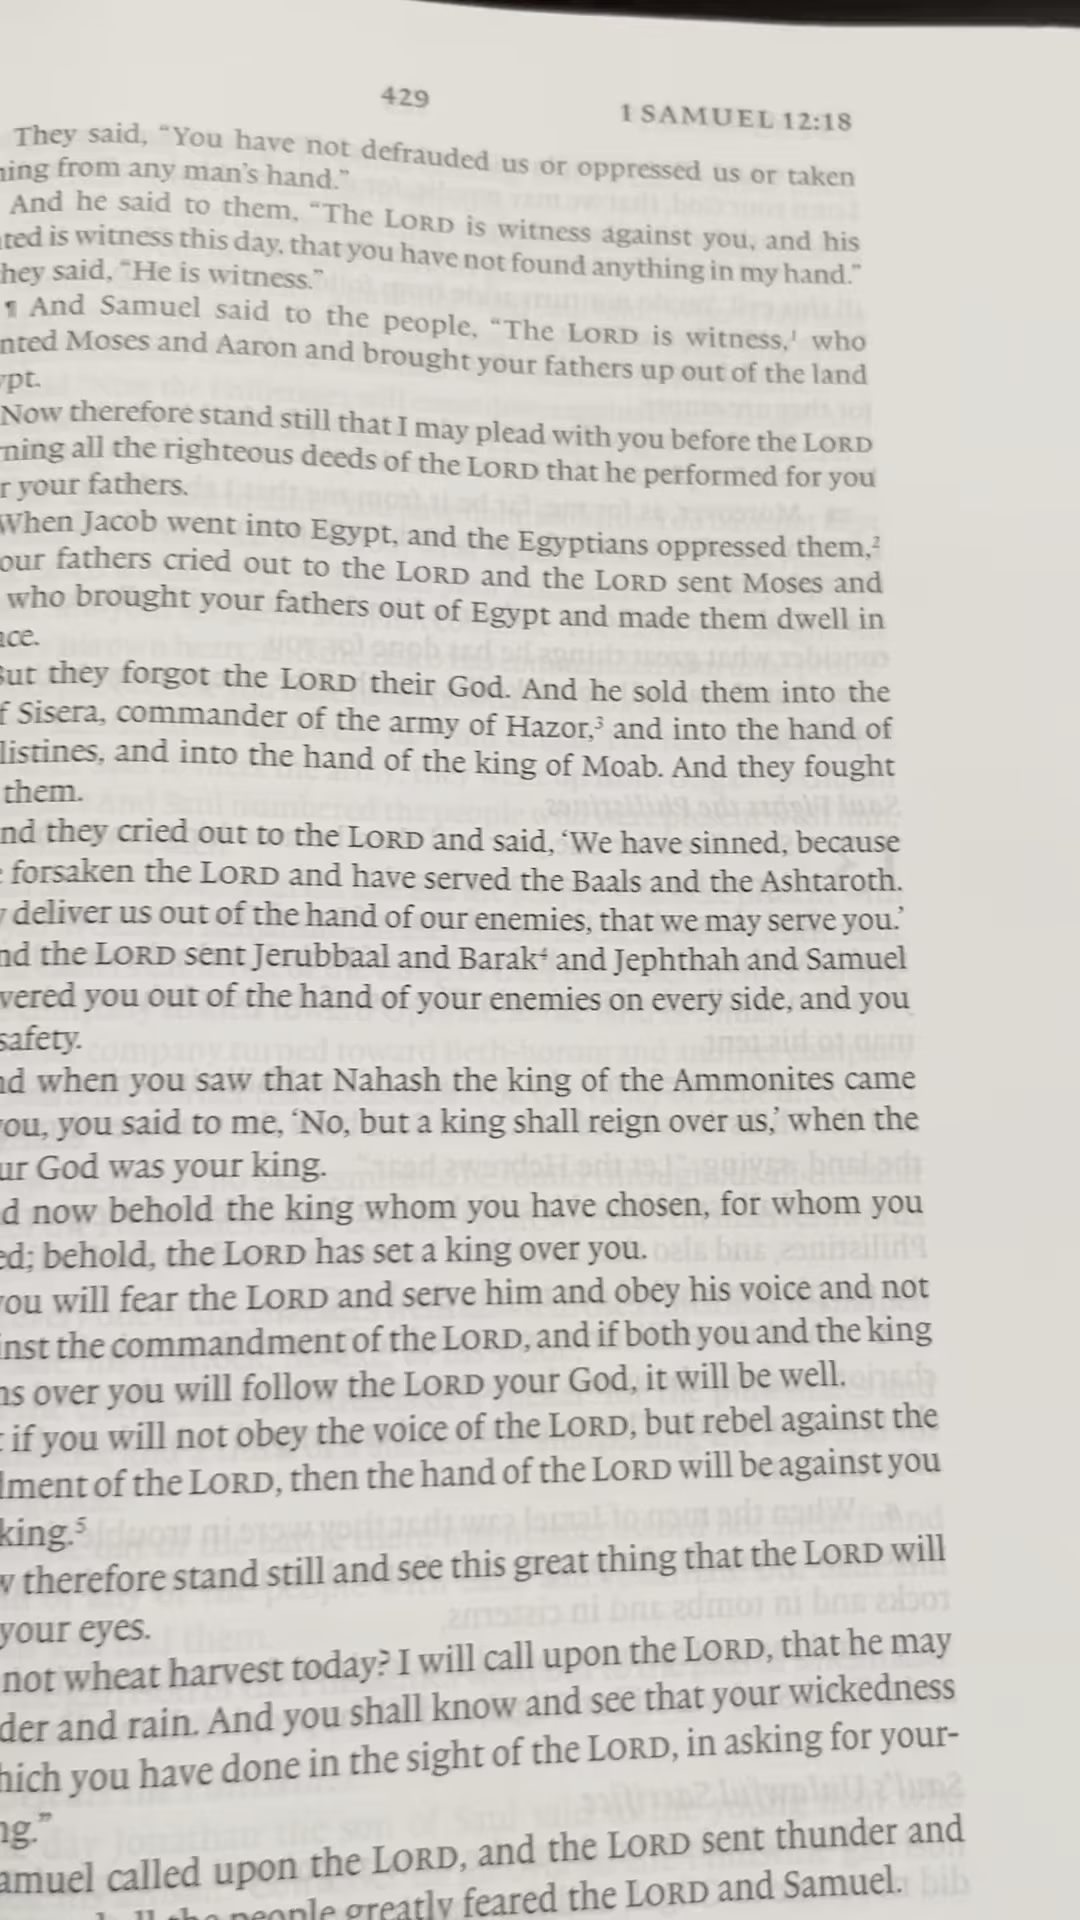 429 1 SAMUEL 12:18
They said, “You have not defrauded us or oppressed us or taken
ning from any man’s hand.”
And he said to them, “The LORD is witness against you, and his
ted is witness this day, that you have not found anything in my hand.”
hey said, “He is witness.”
¶ And Samuel said to the people, “The LORD is witness,¹ who
nted Moses and Aaron and brought your fathers up out of the land
ypt.
Now therefore stand still that I may plead with you before the LORD
rning all the righteous deeds of the LORD that he performed for you
r your fathers.
When Jacob went into Egypt, and the Egyptians oppressed them,²
our fathers cried out to the LORD and the LORD sent Moses and
who brought your fathers out of Egypt and made them dwell in
ace.
But they forgot the LORD their God. And he sold them into the
f Sisera, commander of the army of Hazor,³ and into the hand of
listines, and into the hand of the king of Moab. And they fought
them.
nd they cried out to the LORD and said, ‘We have sinned, because
e forsaken the LORD and have served the Baals and the Ashtaroth.
w deliver us out of the hand of our enemies, that we may serve you.’
nd the LORD sent Jerubbaal and Barak⁴ and Jephthah and Samuel
vered you out of the hand of your enemies on every side, and you
safety.
nd when you saw that Nahash the king of the Ammonites came
you, you said to me, ‘No, but a king shall reign over us,’ when the
ur God was your king.
d now behold the king whom you have chosen, for whom you
ed; behold, the LORD has set a king over you.
you will fear the LORD and serve him and obey his voice and not
inst the commandment of the LORD, and if both you and the king
ns over you will follow the LORD your God, it will be well.
t if you will not obey the voice of the LORD, but rebel against the
dment of the LORD, then the hand of the LORD will be against you
king.⁵
w therefore stand still and see this great thing that the LORD will
your eyes.
not wheat harvest today? I will call upon the LORD, that he may
der and rain. And you shall know and see that your wickedness
hich you have done in the sight of the LORD, in asking for your-
ng.”
amuel called upon the LORD, and the LORD sent thunder and
people greatly feared the LORD and Samuel.